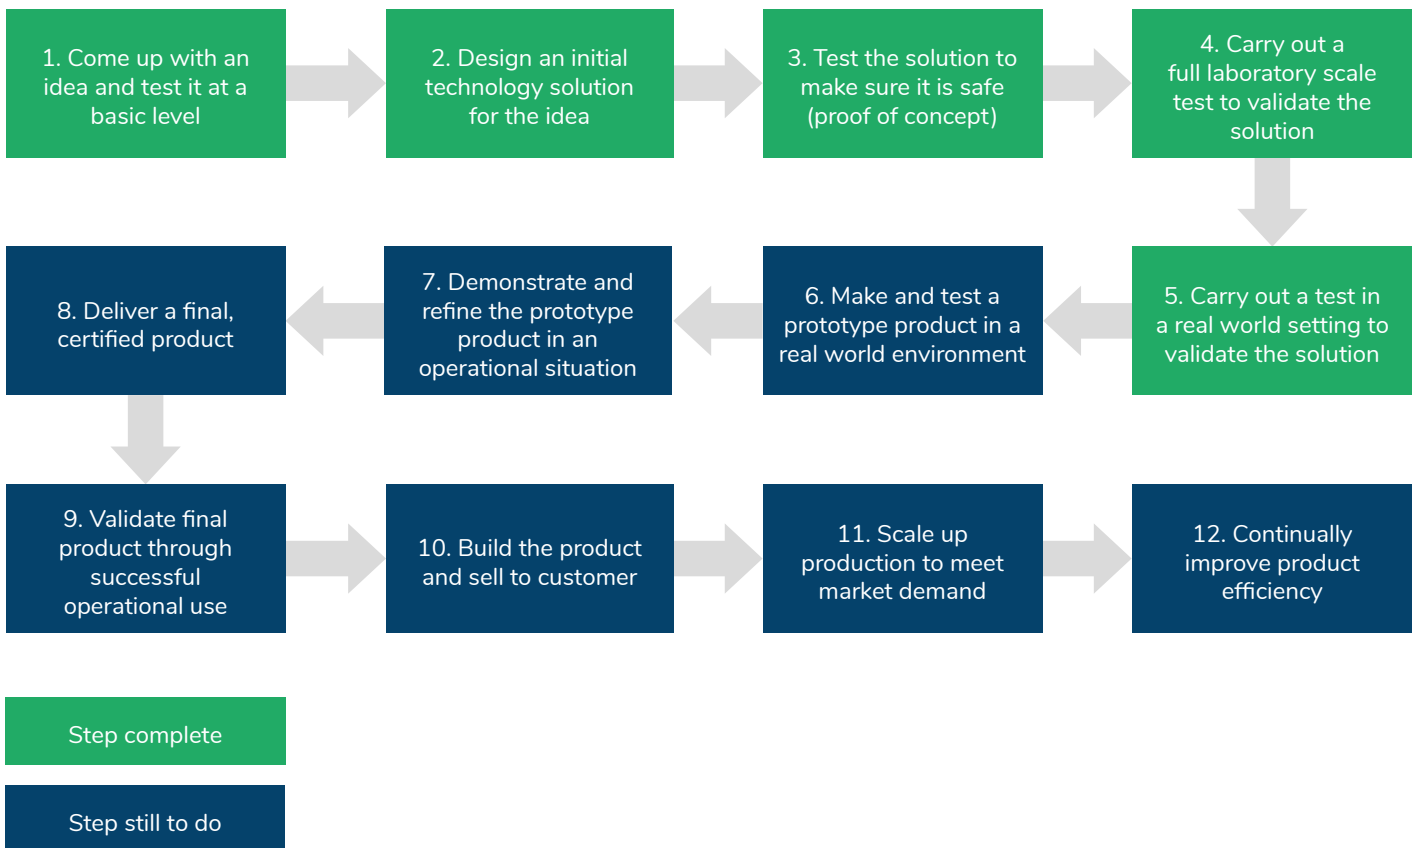 1. Come up with an
idea and test it at a
basic level
2. Design an initial
technology solution
for the idea
3. Test the solution to
make sure it is safe
(proof of concept)
4. Carry out a
full laboratory scale
test to validate the
solution
5. Carry out a test in
a real world setting to
validate the solution
6. Make and test a
prototype product in a
real world environment
7. Demonstrate and
refine the prototype
product in an
operational situation
8. Deliver a final,
certified product
9. Validate final
product through
successful
operational use
10. Build the product
and sell to customer
11. Scale up
production to meet
market demand
12. Continually
improve product
efficiency
Step complete
Step still to do